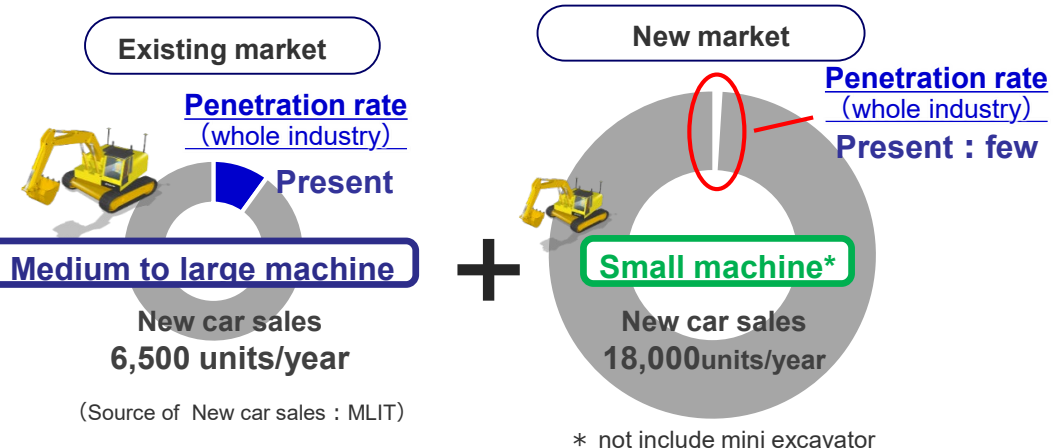 Existing market
Penetration rate
（whole industry）
Present
Medium to large machine
New car sales
6,500 units/year
（Source of New car sales：MLIT）
+
New market
Penetration rate
（whole industry）
Present：few
Small machine*
New car sales
18,000units/year
＊ not include mini excavator